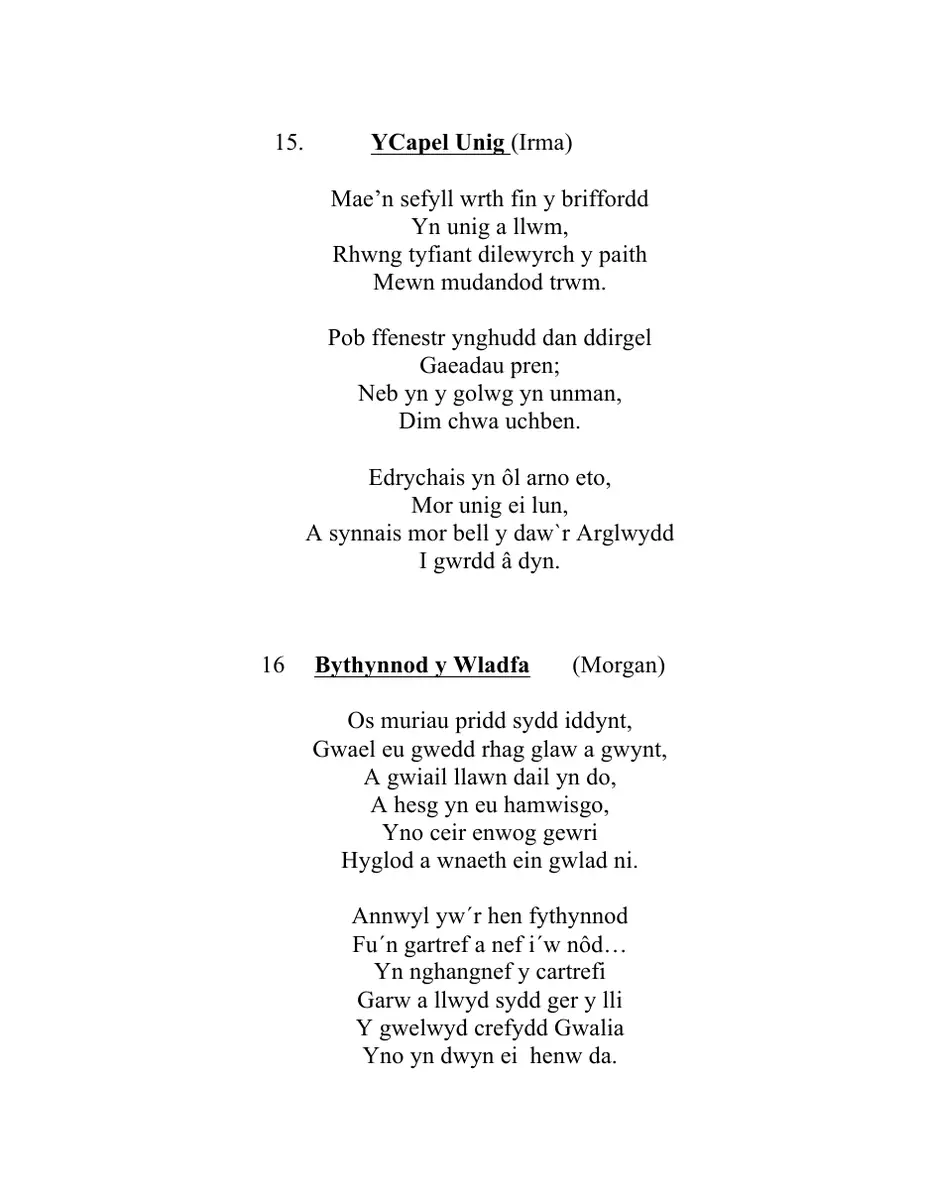 15. YCapel Unig (Irma)
Mae’n sefyll wrth fin y briffordd
Yn unig a llwm,
Rhwng tyfiant dilewyrch y paith
Mewn mudandod trwm.
Pob ffenestr ynghudd dan ddirgel
Gaeadau pren;
Neb yn y golwg yn unman,
Dim chwa uchben.
Edrychais yn ôl arno eto,
Mor unig ei lun,
A synnais mor bell y daw`r Arglwydd
I gwrdd â dyn.
16 Bythynnod y Wladfa (Morgan)
Os muriau pridd sydd iddynt,
Gwael eu gwedd rhag glaw a gwynt,
A gwiail llawn dail yn do,
A hesg yn eu hamwisgo,
Yno ceir enwog gewri
Hyglod a wnaeth ein gwlad ni.
Annwyl yw´r hen fythynnod
Fu´n gartref a nef i´w nôd…
Yn nghangnef y cartrefi
Garw a llwyd sydd ger y lli
Y gwelwyd crefydd Gwalia
Yno yn dwyn ei henw da.